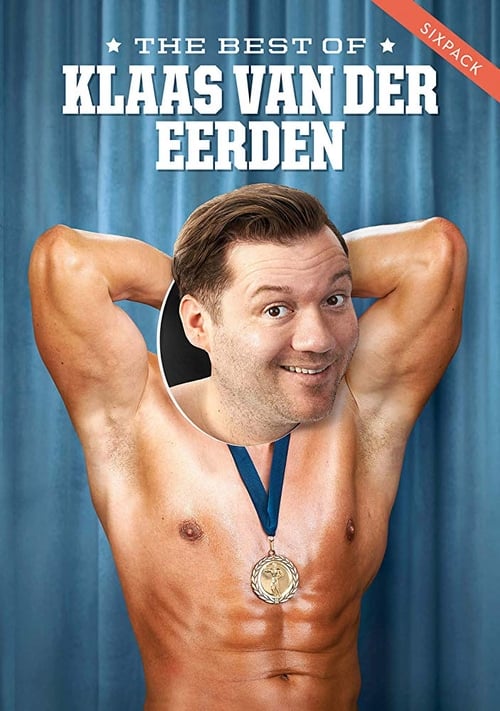 THE BEST OF
KLAAS VAN DER
EERDEN
SIXPACK